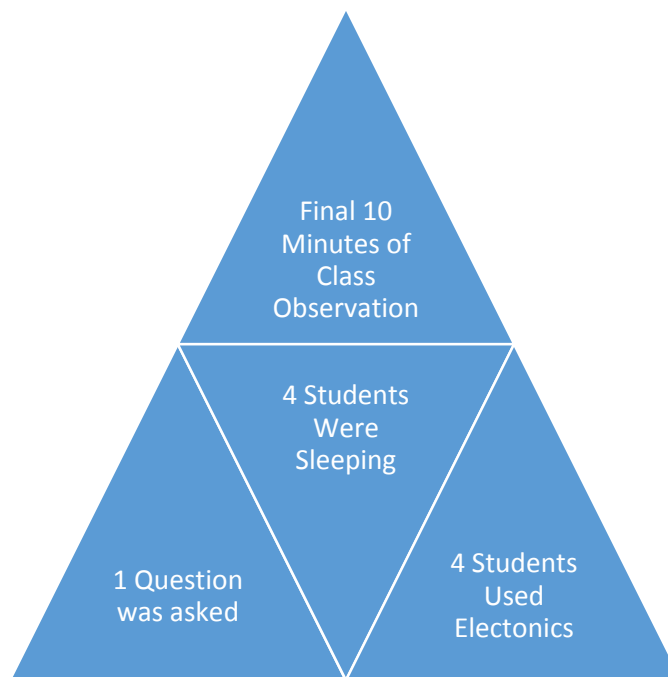 Final 10
Minutes of
Class
Observation
4 Students
Were
Sleeping
1 Question
was asked
4 Students
Used
Electonics